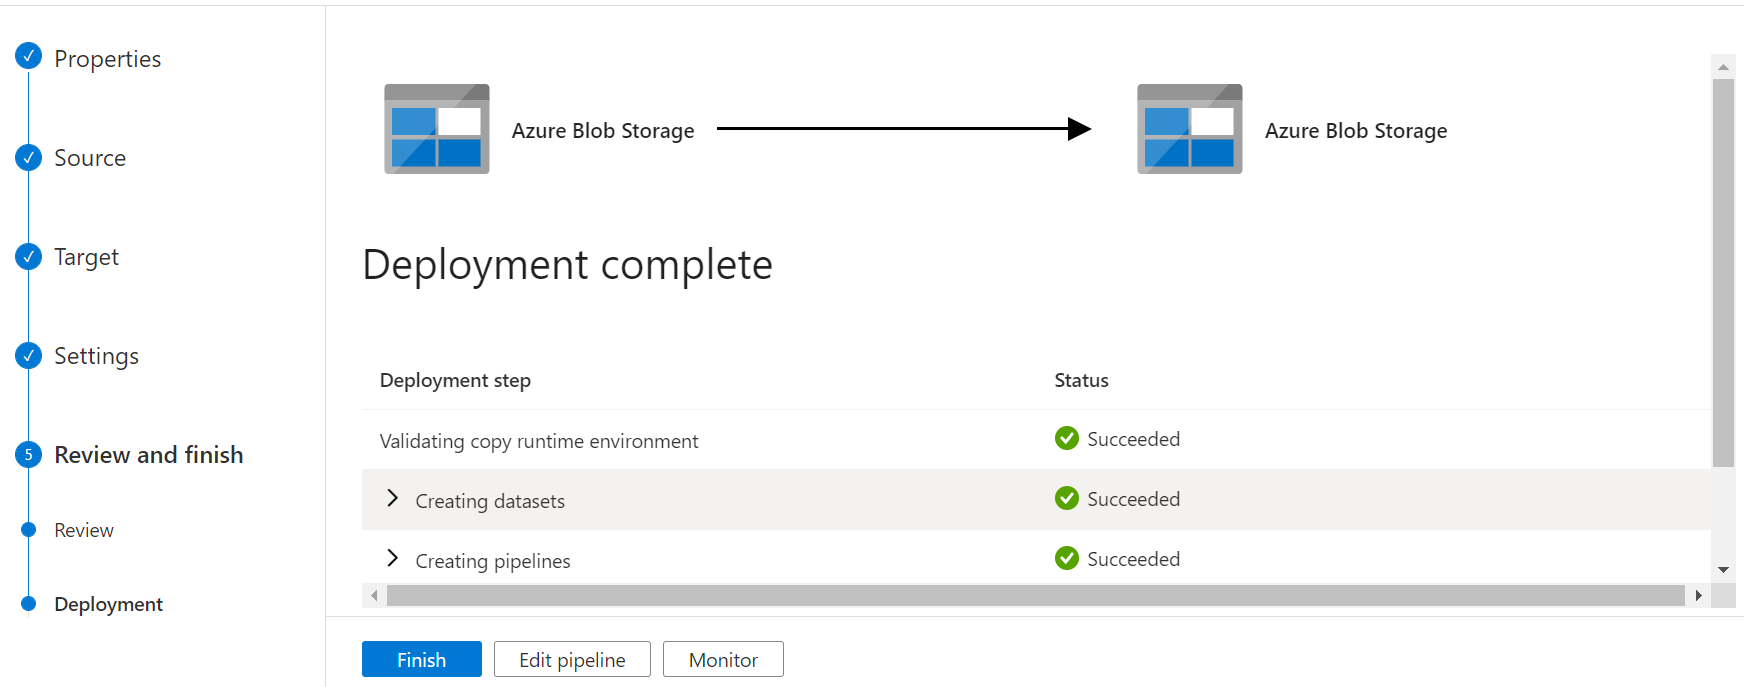 Properties
Source
Target
Settings
5 Review and finish
Review
Deployment
Azure Blob Storage
Azure Blob Storage
Deployment complete
Deployment step Status
Validating copy runtime environment Succeeded
Creating datasets Succeeded
Creating pipelines Succeeded
Finish Edit pipeline Monitor